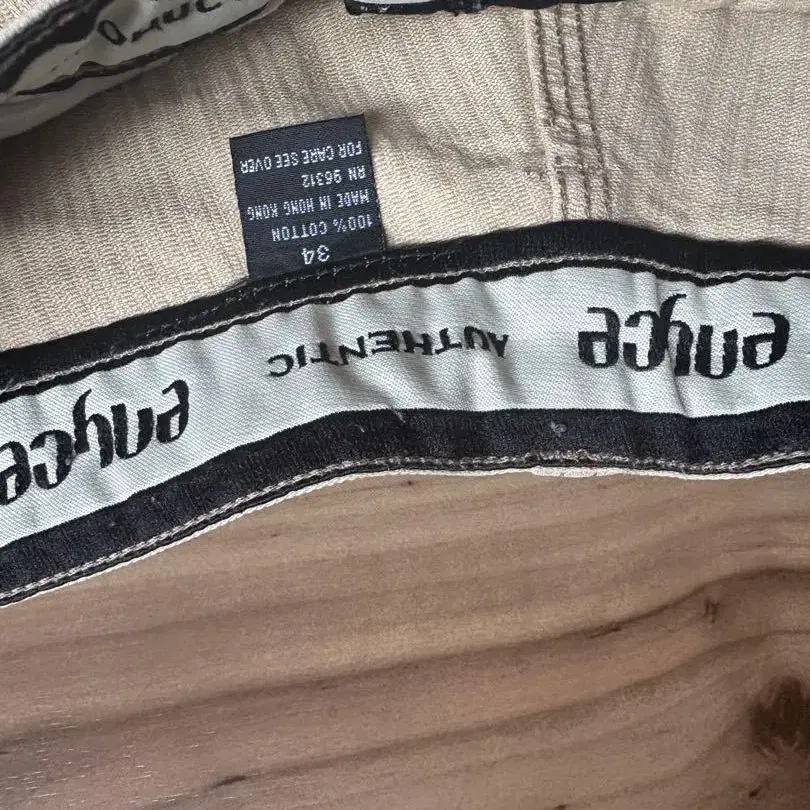 34
100% COTTON
MADE IN HONG KONG
RN 96312
FOR CARE SEE OVER
enyce AUTHENTIC enyce